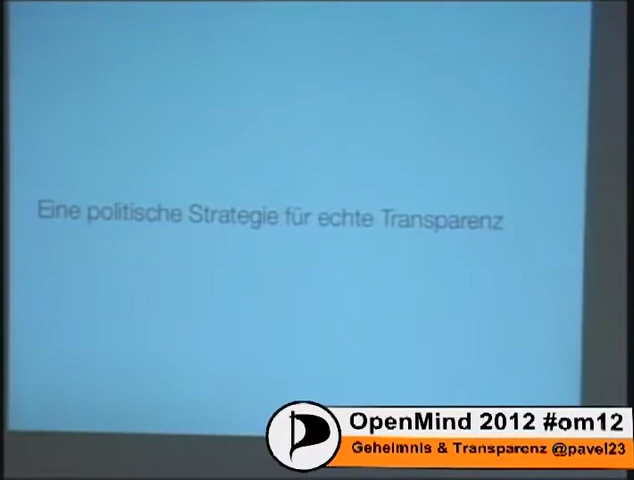 Eine politische Strategie für echte Transparenz
OpenMind 2012 #om12
Geheimnis & Transparenz @pavel23